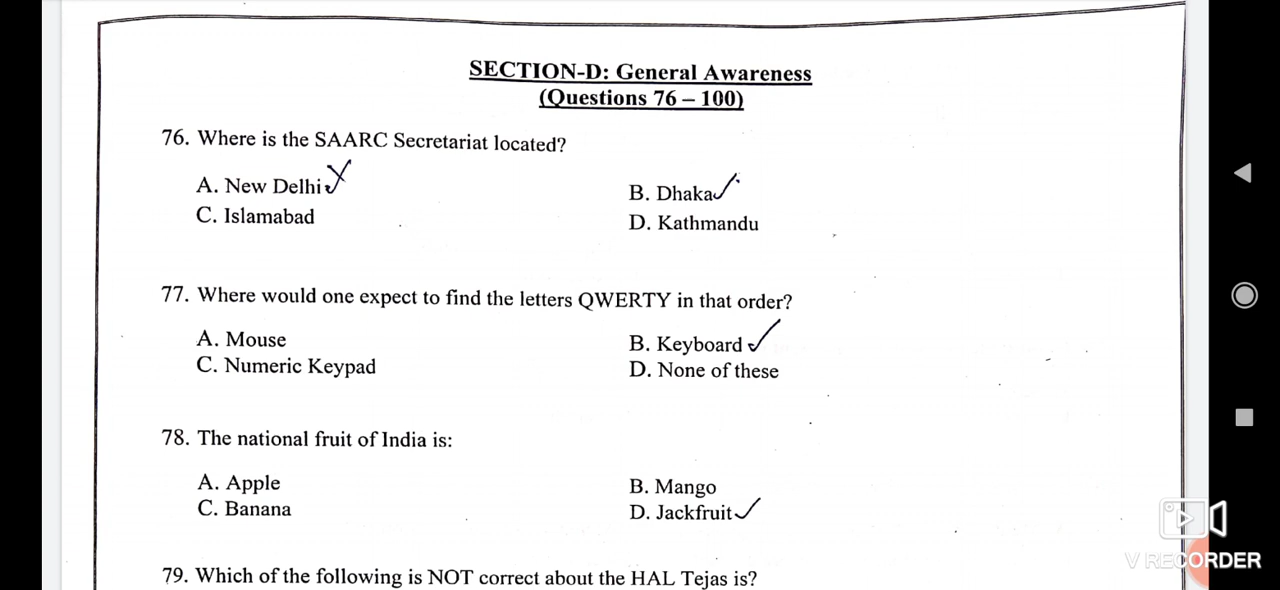 SECTION-D: General Awareness
(Questions 76 – 100)
76. Where is the SAARC Secretariat located?
A. New Delhi
B. Dhaka
C. Islamabad
D. Kathmandu
77. Where would one expect to find the letters QWERTY in that order?
A. Mouse
B. Keyboard
C. Numeric Keypad
D. None of these
78. The national fruit of India is:
A. Apple
B. Mango
C. Banana
D. Jackfruit
79. Which of the following is NOT correct about the HAL Tejas is?
V RECORDER